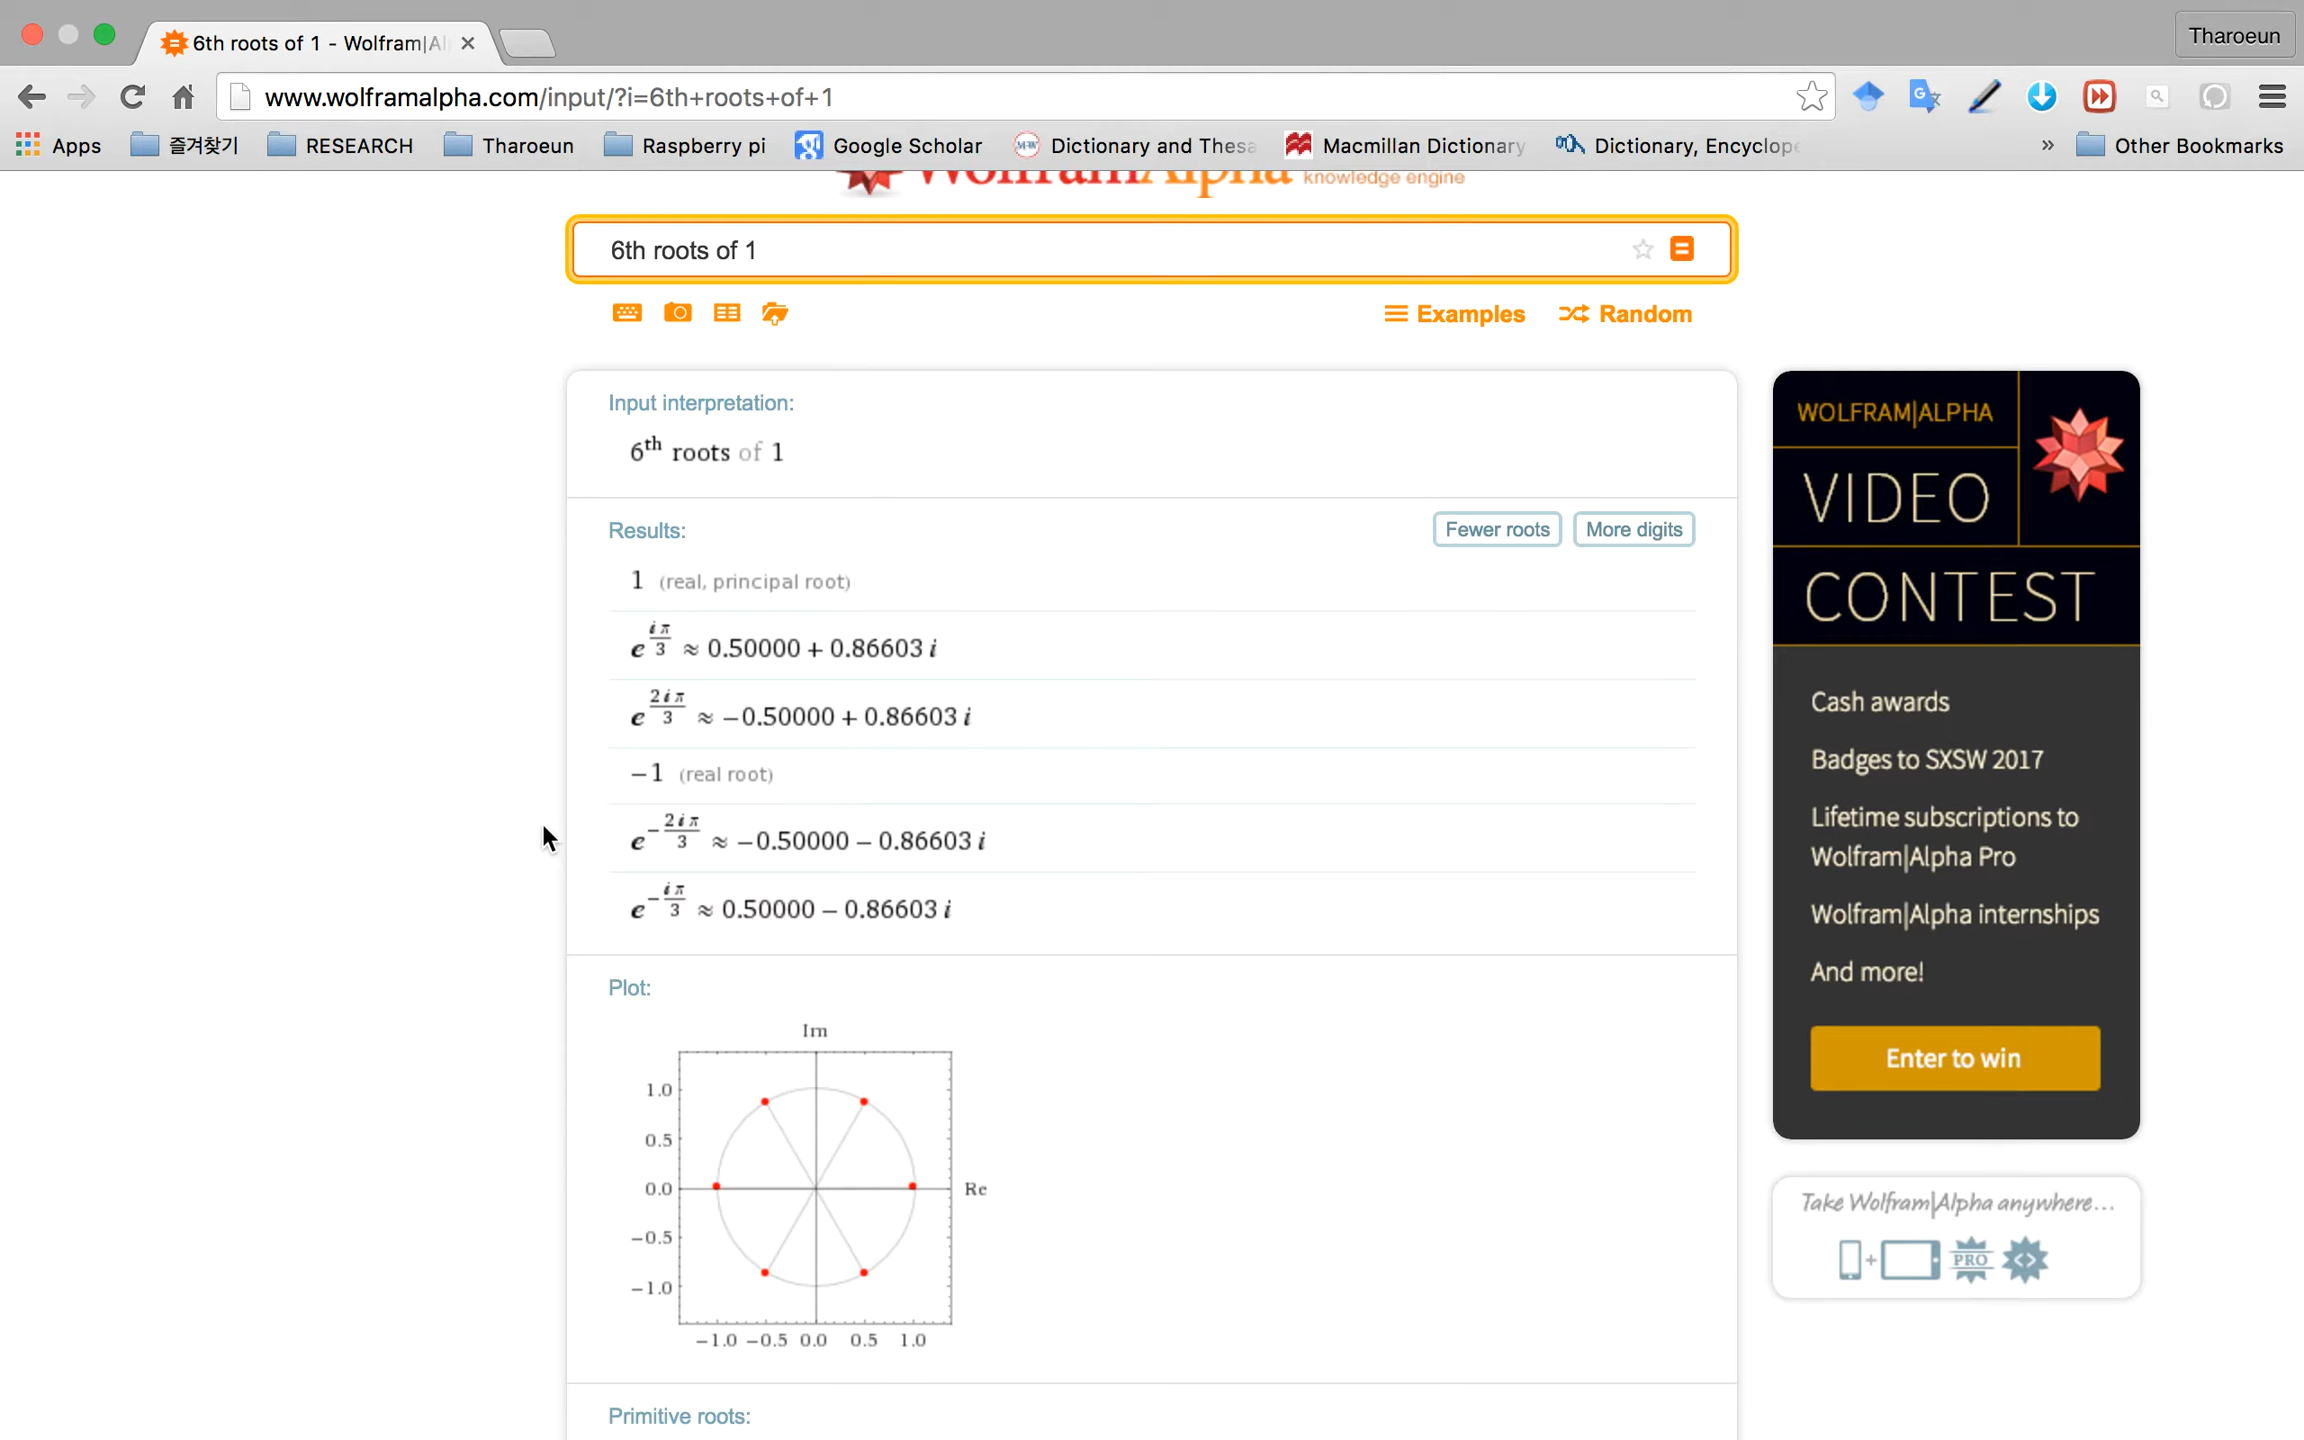 6th roots of 1 - Wolfram|Al
Tharoeun
www.wolframalpha.com/input/?i=6th+roots+of+1
Apps 즐겨찾기 RESEARCH Tharoeun Raspberry pi Google Scholar Dictionary and Thesa Macmillan Dictionary Dictionary, Encyclope » Other Bookmarks
WolframAlpha knowledge engine
6th roots of 1
Examples Random
Input interpretation:
6th roots of 1
Results: Fewer roots More digits
1 (real, principal root)
e^(iπ/3) ≈ 0.50000 + 0.86603 i
e^(2iπ/3) ≈ −0.50000 + 0.86603 i
−1 (real root)
e^(−2iπ/3) ≈ −0.50000 − 0.86603 i
e^(−iπ/3) ≈ 0.50000 − 0.86603 i
Plot:
Im
1.0
0.5
0.0
−0.5
−1.0
Re
−1.0 −0.5 0.0 0.5 1.0
Primitive roots:
WOLFRAM|ALPHA
VIDEO
CONTEST
Cash awards
Badges to SXSW 2017
Lifetime subscriptions to
Wolfram|Alpha Pro
Wolfram|Alpha internships
And more!
Enter to win
Take Wolfram|Alpha anywhere...
+ PRO